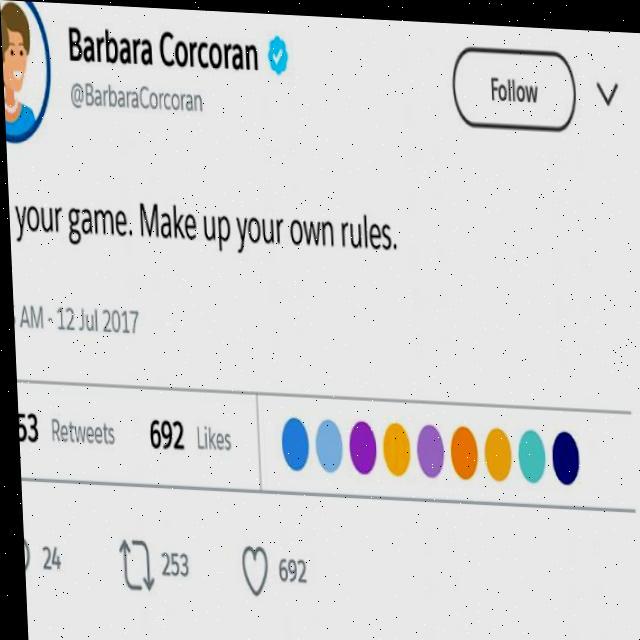 Barbara Corcoran
@BarbaraCorcoran
Follow
your game. Make up your own rules.
AM - 12 Jul 2017
53 Retweets 692 Likes
24 253 692